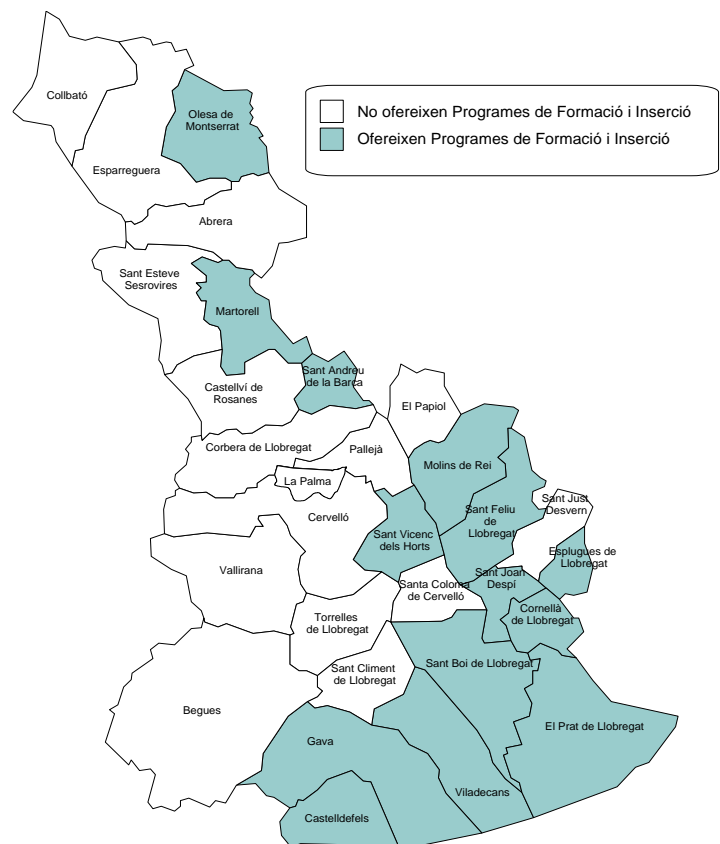 Collbató
Olesa de
Montserrat
No ofereixen Programes de Formació i Inserció
Ofereixen Programes de Formació i Inserció
Esparreguera
Abrera
Sant Esteve
Sesrovires
Martorell
Sant Andreu
de la Barca
Castellví de
Rosanes
El Papiol
Corbera de Llobregat
Pallejà
Molins de Rei
La Palma
Sant Just
Desvern
Cervelló
Sant Feliu
de
Llobregat
Sant Vicenc
dels Horts
Esplugues de
Llobregat
Vallirana
Sant Joan
Despí
Santa Coloma
de Cervelló
Cornellà
de Llobregat
Torrelles
de Llobregat
Sant Boi de Llobregat
Sant Climent
de Llobregat
Begues
El Prat de Llobregat
Gava
Viladecans
Castelldefels